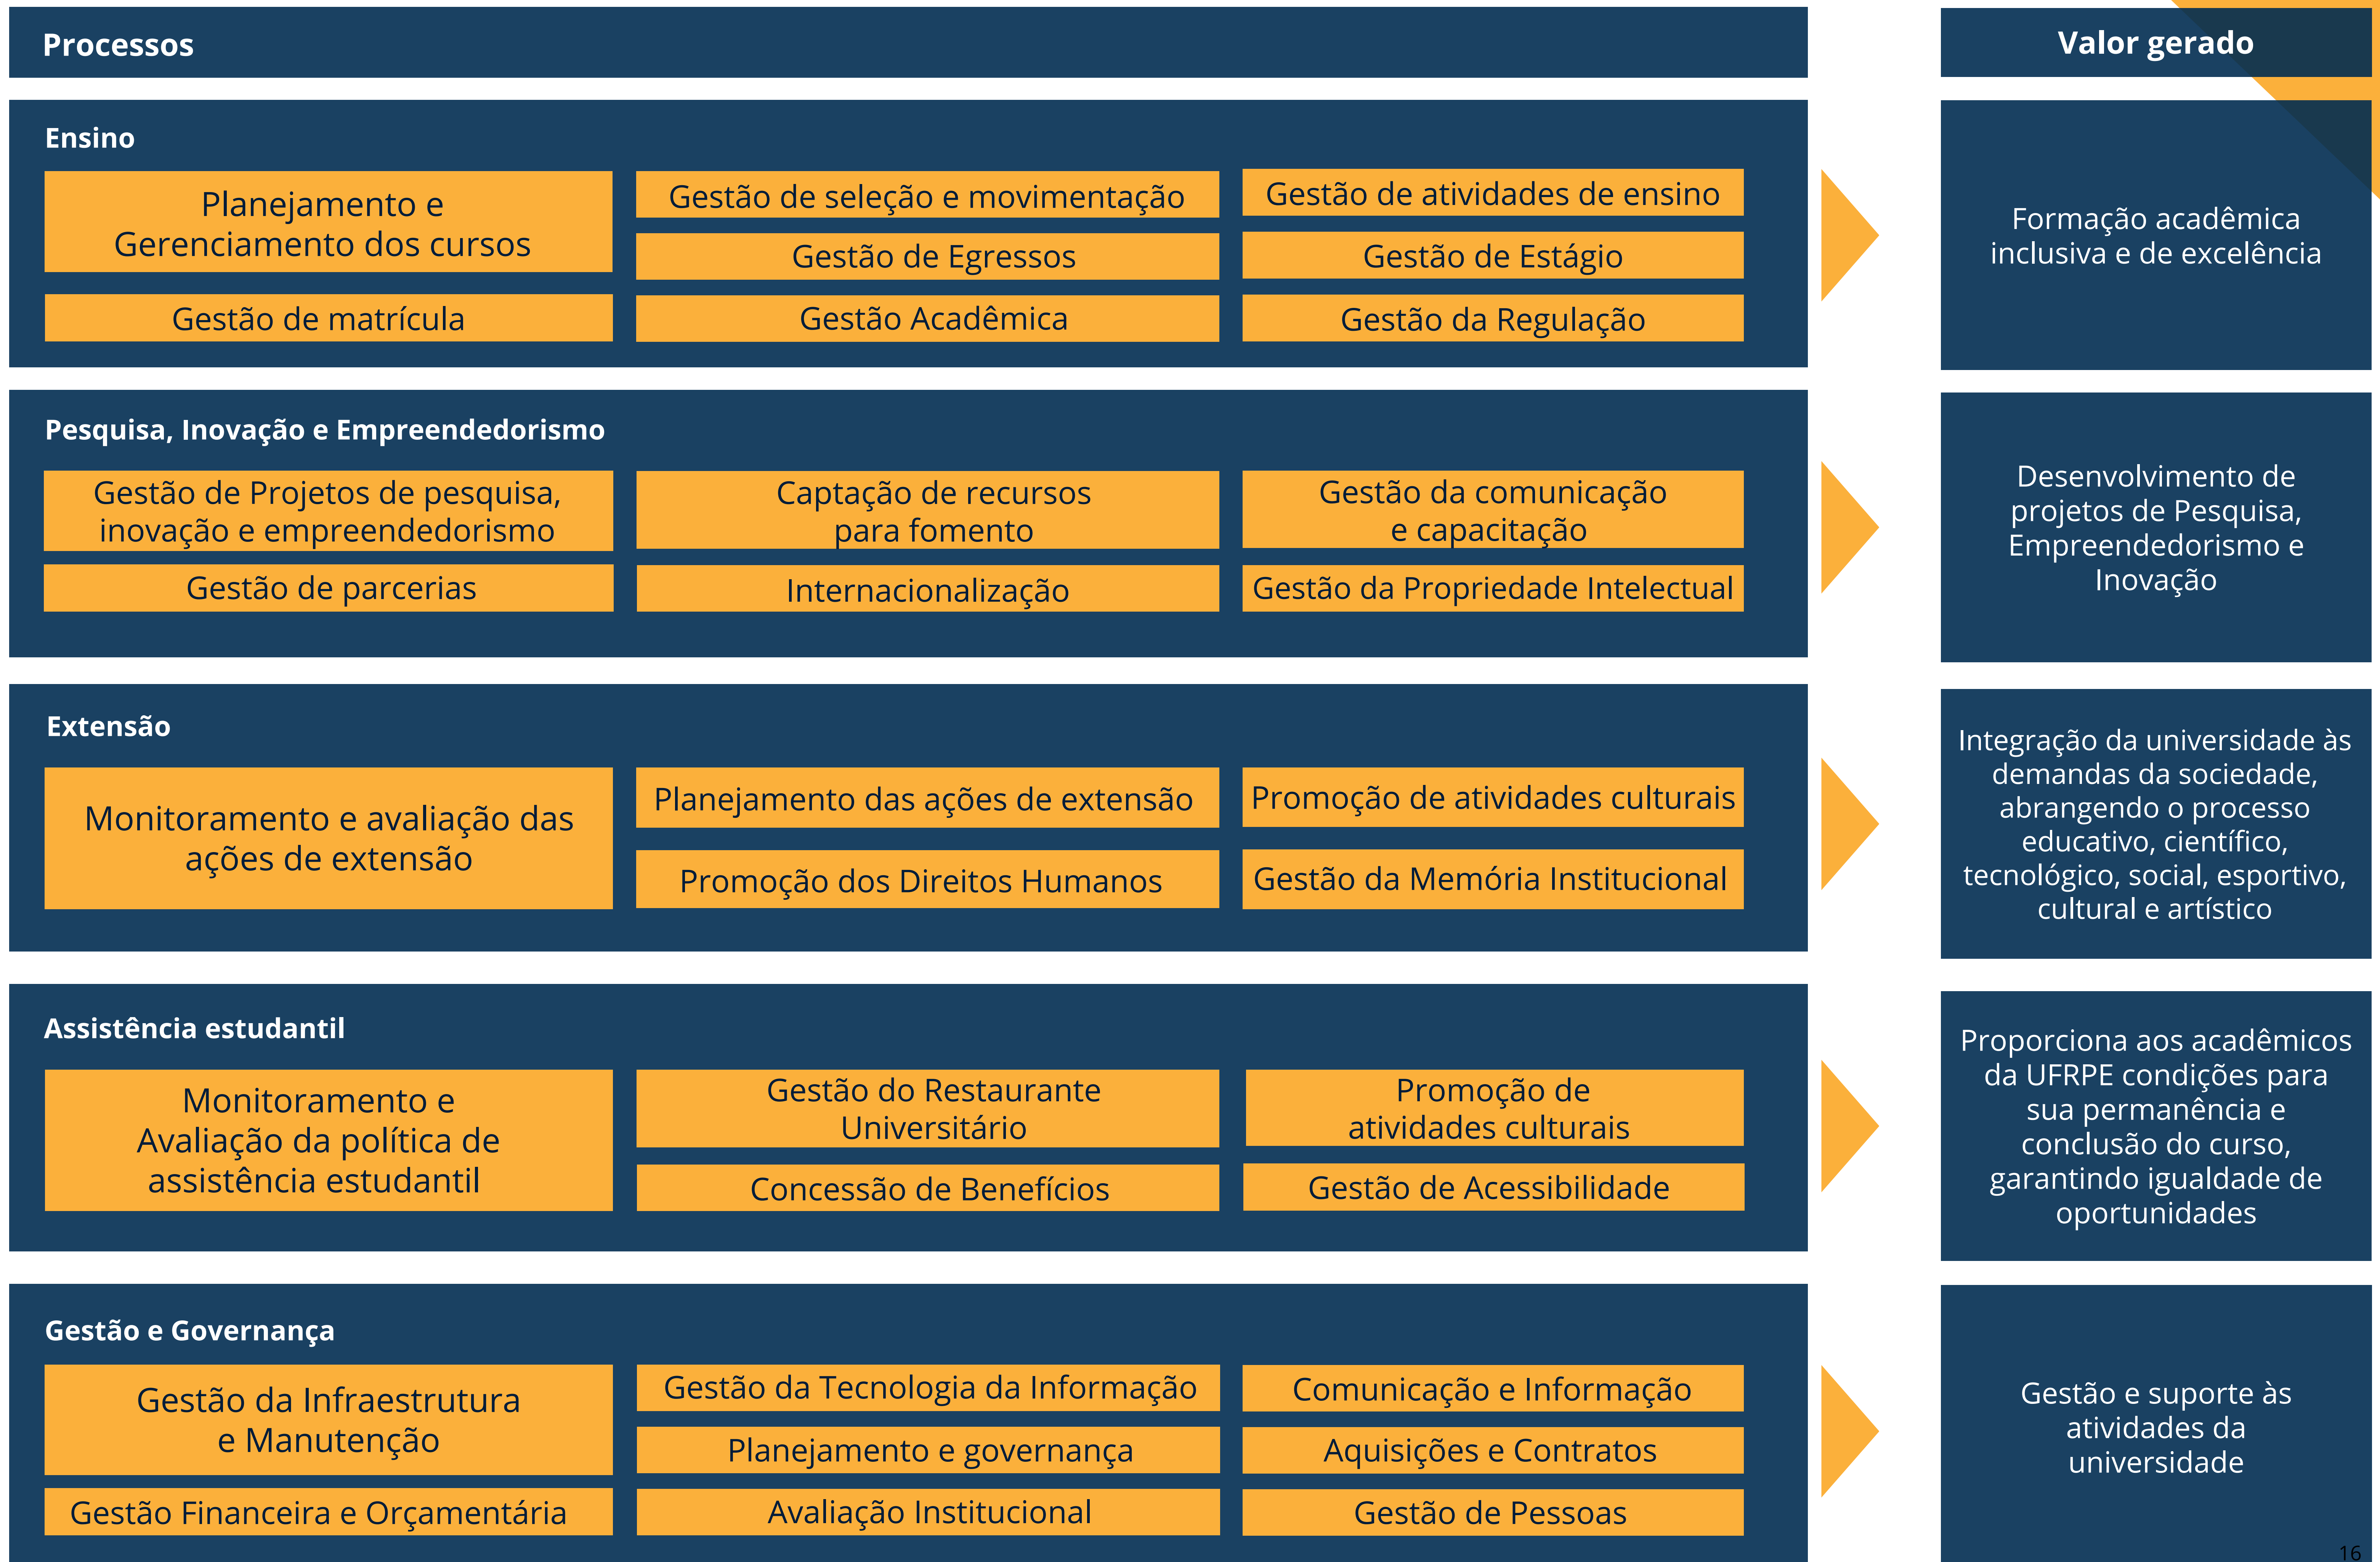 Processos
Valor gerado
Ensino
Planejamento e
Gerenciamento dos cursos
Gestão de matrícula
Gestão de seleção e movimentação
Gestão de Egressos
Gestão Acadêmica
Gestão de atividades de ensino
Gestão de Estágio
Gestão da Regulação
Formação acadêmica
inclusiva e de excelência
Pesquisa, Inovação e Empreendedorismo
Gestão de Projetos de pesquisa,
inovação e empreendedorismo
Gestão de parcerias
Captação de recursos
para fomento
Internacionalização
Gestão da comunicação
e capacitação
Gestão da Propriedade Intelectual
Desenvolvimento de
projetos de Pesquisa,
Empreendedorismo e
Inovação
Extensão
Monitoramento e avaliação das
ações de extensão
Planejamento das ações de extensão
Promoção dos Direitos Humanos
Promoção de atividades culturais
Gestão da Memória Institucional
Integração da universidade às
demandas da sociedade,
abrangendo o processo
educativo, científico,
tecnológico, social, esportivo,
cultural e artístico
Assistência estudantil
Monitoramento e
Avaliação da política de
assistência estudantil
Gestão do Restaurante
Universitário
Concessão de Benefícios
Promoção de
atividades culturais
Gestão de Acessibilidade
Proporciona aos acadêmicos
da UFRPE condições para
sua permanência e
conclusão do curso,
garantindo igualdade de
oportunidades
Gestão e Governança
Gestão da Infraestrutura
e Manutenção
Gestão Financeira e Orçamentária
Gestão da Tecnologia da Informação
Planejamento e governança
Avaliação Institucional
Comunicação e Informação
Aquisições e Contratos
Gestão de Pessoas
Gestão e suporte às
atividades da
universidade
16